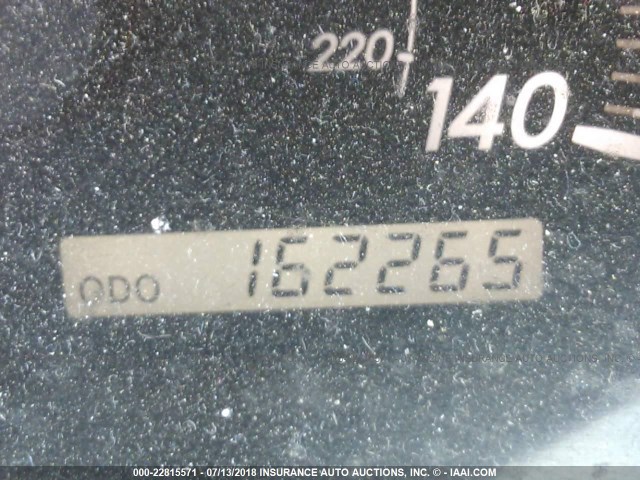 220
140
ODO 162265
000-22815571 - 07/13/2018 INSURANCE AUTO AUCTIONS, INC. © - IAAI.COM